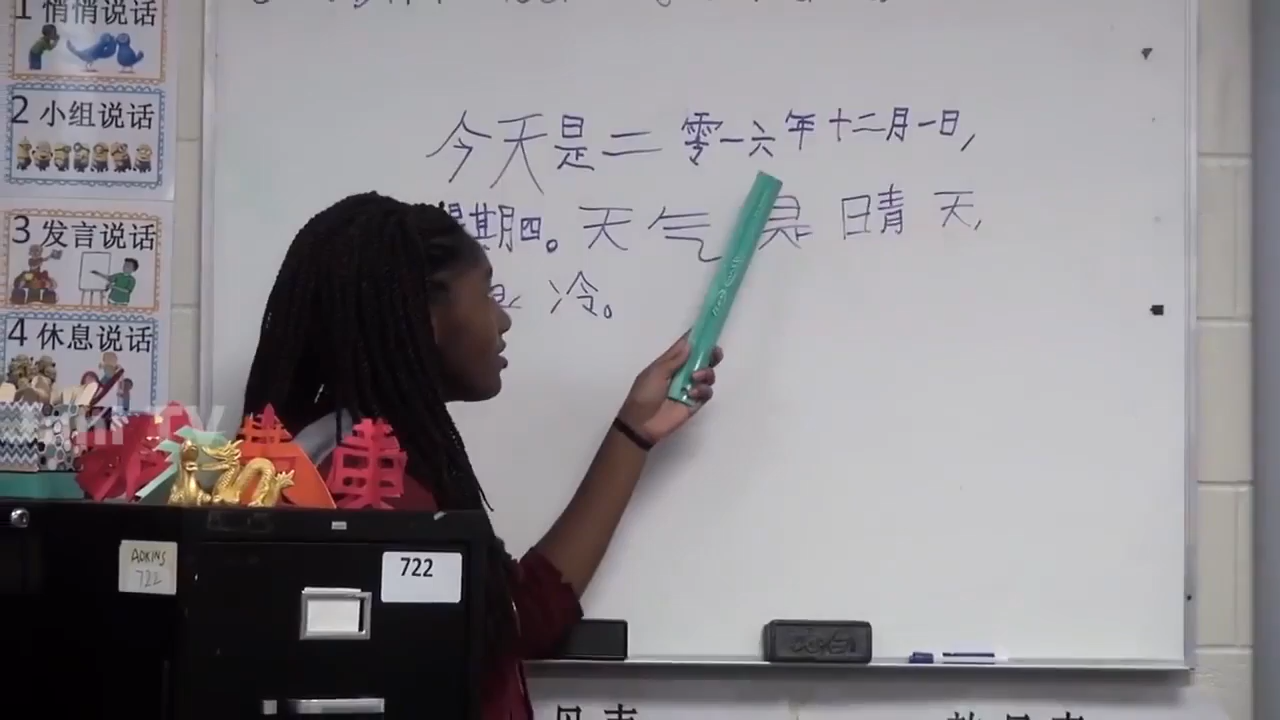 1 悄悄说话
2 小组说话
3 发言说话
4 休息说话
今天是二零一六年十二月一日，
期四。天气是晴天，
冷。
TV
ADKINS
722
722